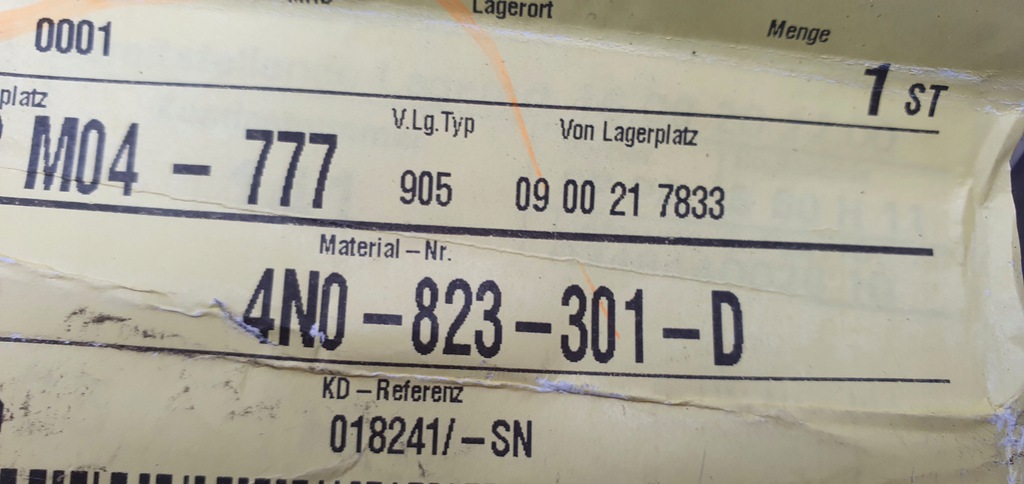 Lagerort
Menge
0001
1 ST
platz
V.Lg.Typ
Von Lagerplatz
M04 - 777
905
09 00 21 7833
Material - Nr.
4N0 - 823 - 301 - D
KD - Referenz
018241/-SN